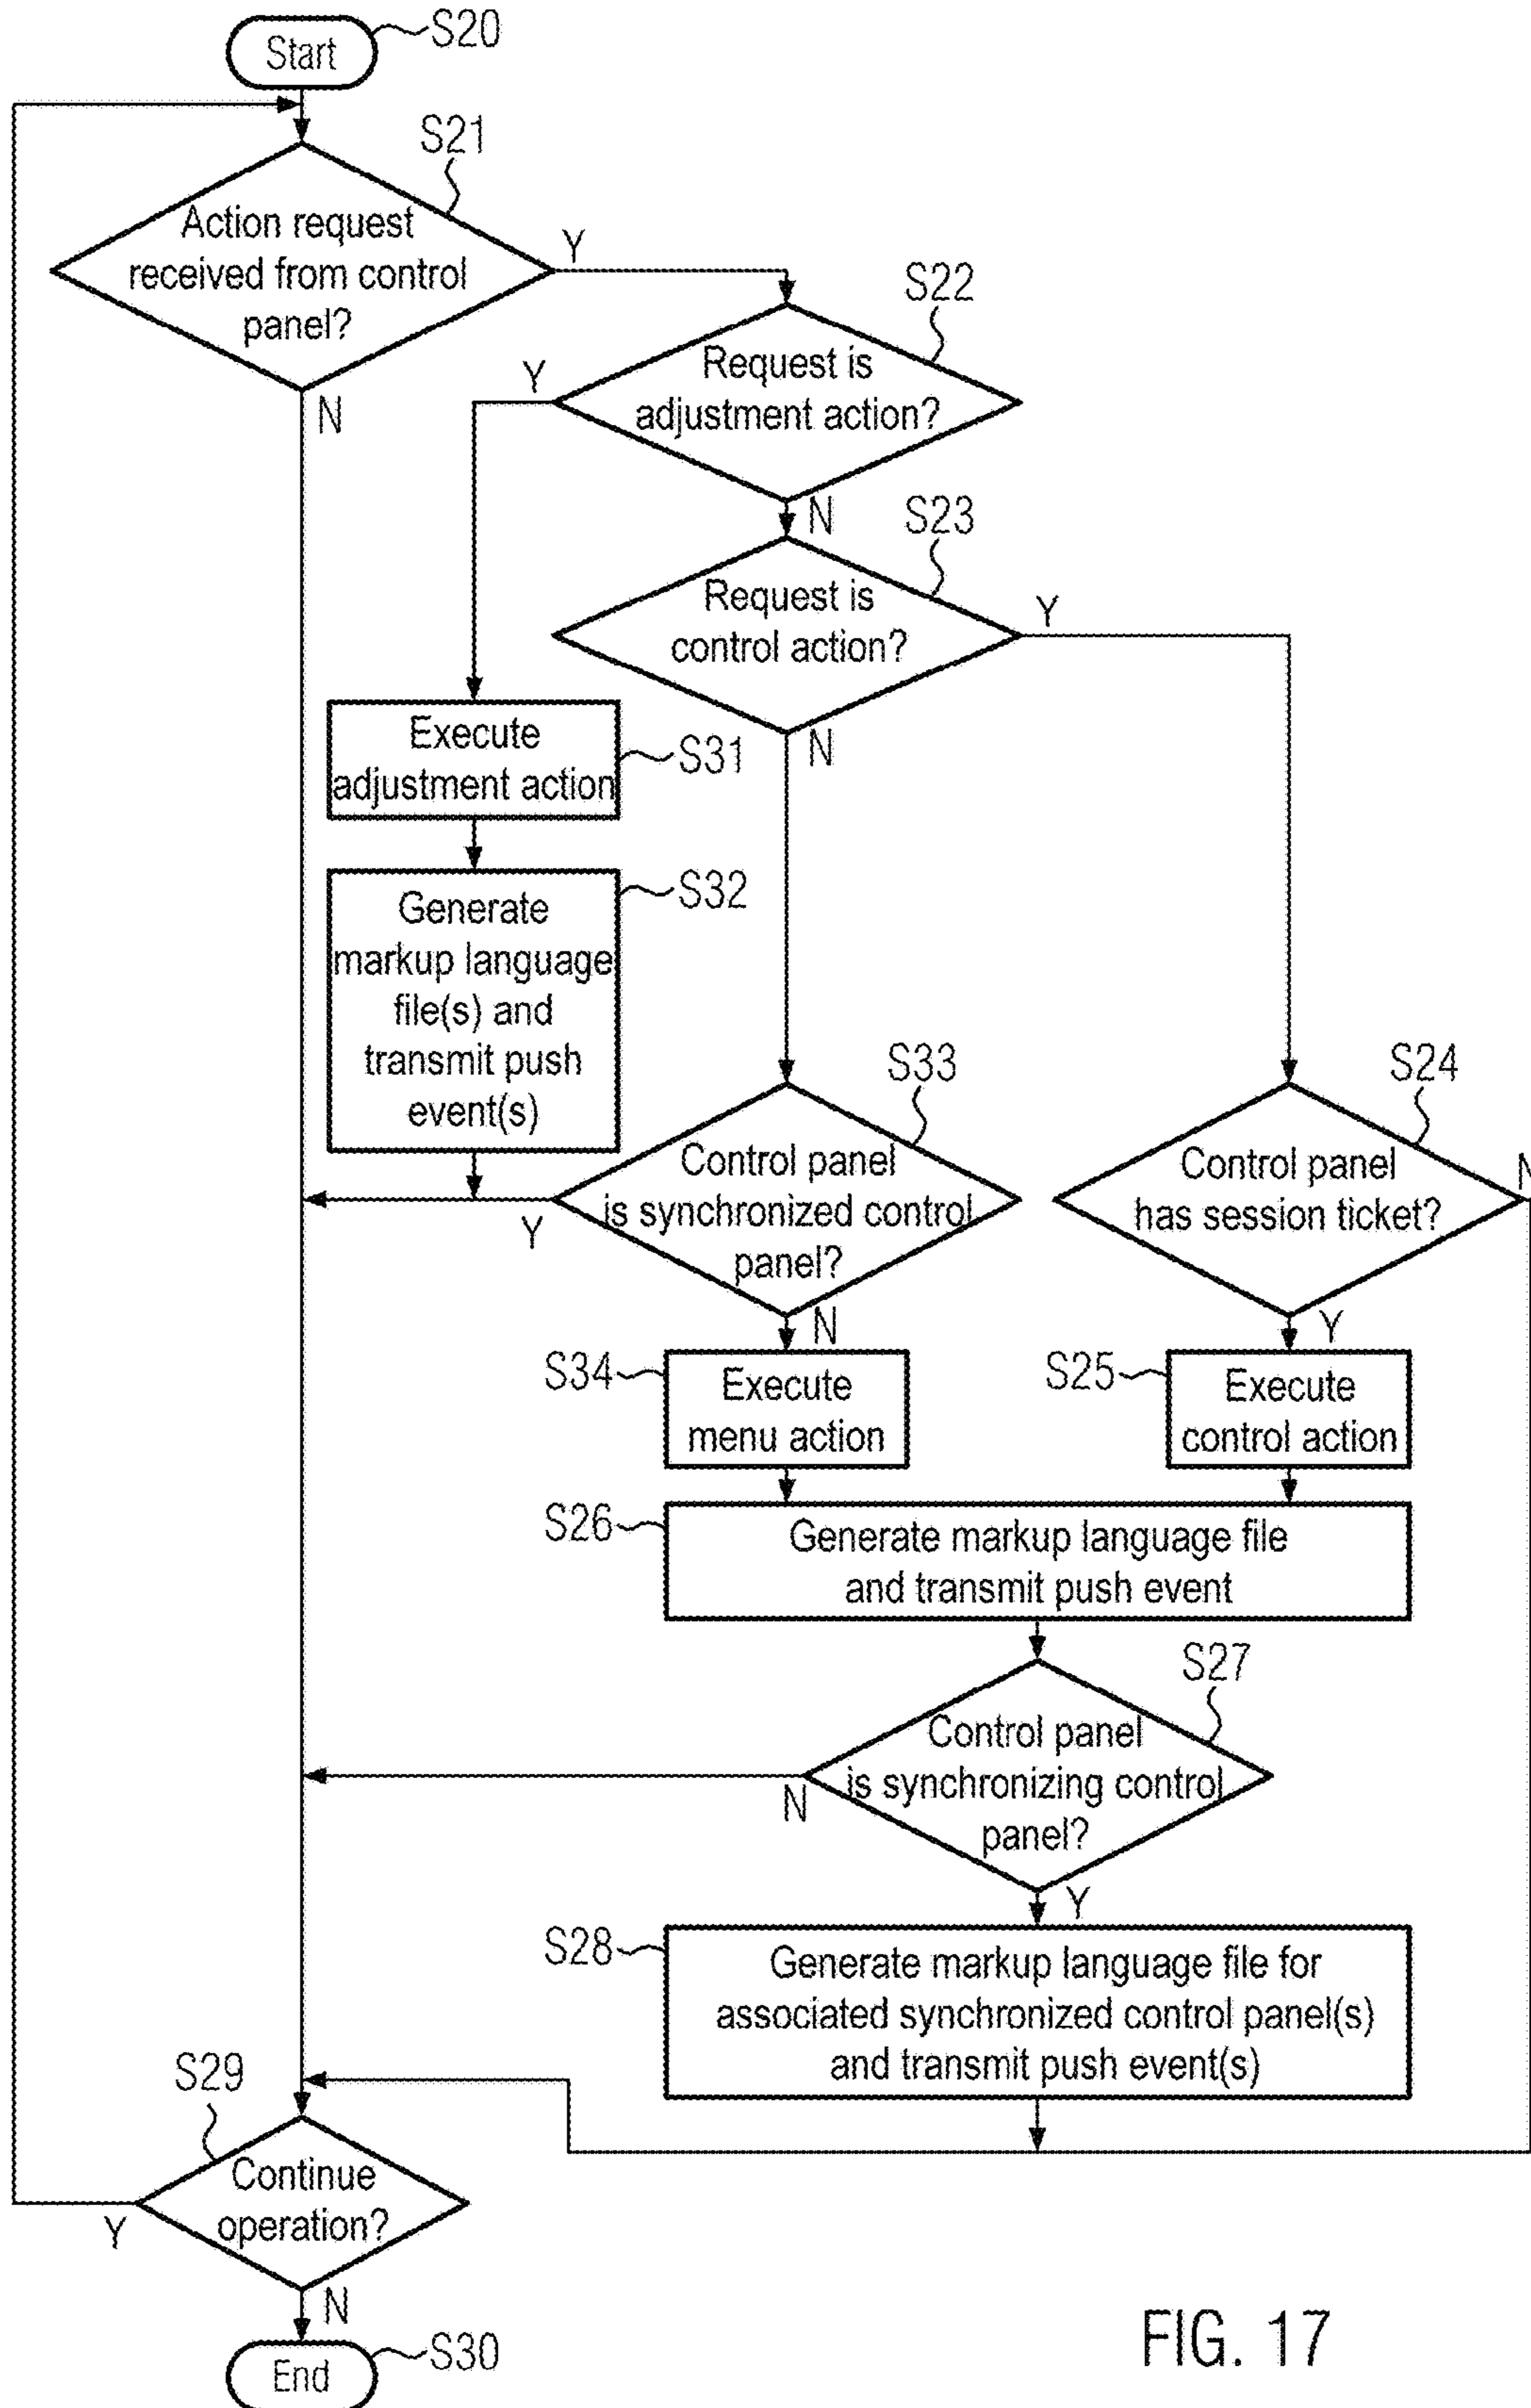 Start
S20
S21
Action request
received from control
panel?
Y
N
S22
Request is
adjustment action?
Y
N
S23
Request is
control action?
Y
N
Execute
adjustment action
S31
Generate
markup language
file(s) and
transmit push
event(s)
S32
S33
Control panel
is synchronized control
panel?
Y
N
S24
Control panel
has session ticket?
N
Y
S34
Execute
menu action
S25
Execute
control action
S26
Generate markup language file
and transmit push event
S27
Control panel
is synchronizing control
panel?
N
Y
S28
Generate markup language file for
associated synchronized control panel(s)
and transmit push event(s)
S29
Continue
operation?
Y
N
End
S30
FIG. 17